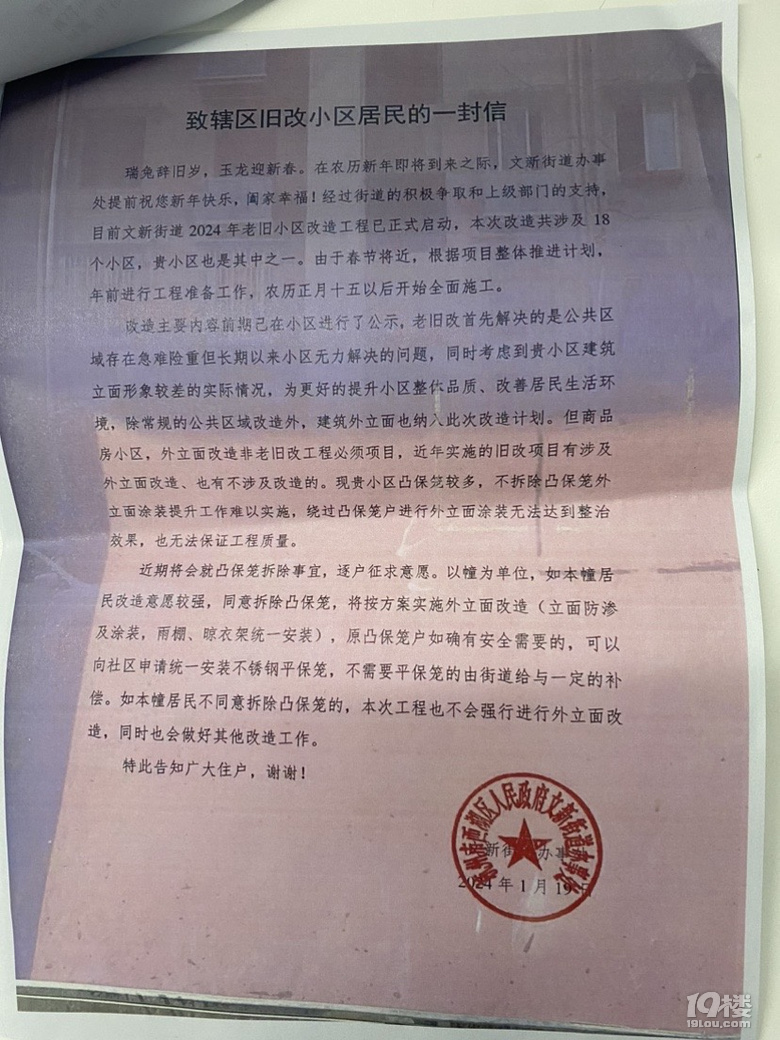 致辖区旧改小区居民的一封信
瑞兔辞旧岁，玉龙迎新春。在农历新年即将到来之际，文新街道办事
处提前祝您新年快乐，阖家幸福！经过街道的积极争取和上级部门的支持，
目前文新街道 2024 年老旧小区改造工程已正式启动，本次改造共涉及 18
个小区，贵小区也是其中之一。由于春节将近，根据项目整体推进计划，
年前进行工程准备工作，农历正月十五以后开始全面施工。
改造主要内容前期已在小区进行了公示，老旧改首先解决的是公共区
域存在急难险重但长期以来小区无力解决的问题，同时考虑到贵小区建筑
立面形象较差的实际情况，为更好的提升小区整体品质、改善居民生活环
境，除常规的公共区域改造外，建筑外立面也纳入此次改造计划。但商品
房小区，外立面改造非老旧改工程必须项目，近年实施的旧改项目有涉及
外立面改造、也有不涉及改造的。现贵小区凸保笼较多，不拆除凸保笼外
立面涂装提升工作难以实施，绕过凸保笼户进行外立面涂装无法达到整治
效果，也无法保证工程质量。
近期将会就凸保笼拆除事宜，逐户征求意愿。以幢为单位，如本幢居
民改造意愿较强，同意拆除凸保笼，将按方案实施外立面改造（立面防渗
及涂装，雨棚、晾衣架统一安装），原凸保笼户如确有安全需要的，可以
向社区申请统一安装不锈钢平保笼，不需要平保笼的由街道给与一定的补
偿。如本幢居民不同意拆除凸保笼的，本次工程也不会强行进行外立面改
造，同时也会做好其他改造工作。
特此告知广大住户，谢谢！
杭州市西湖区人民政府文新街道办事处
新街 办事
2024 年 1 月 19 日
19楼
19lou.com